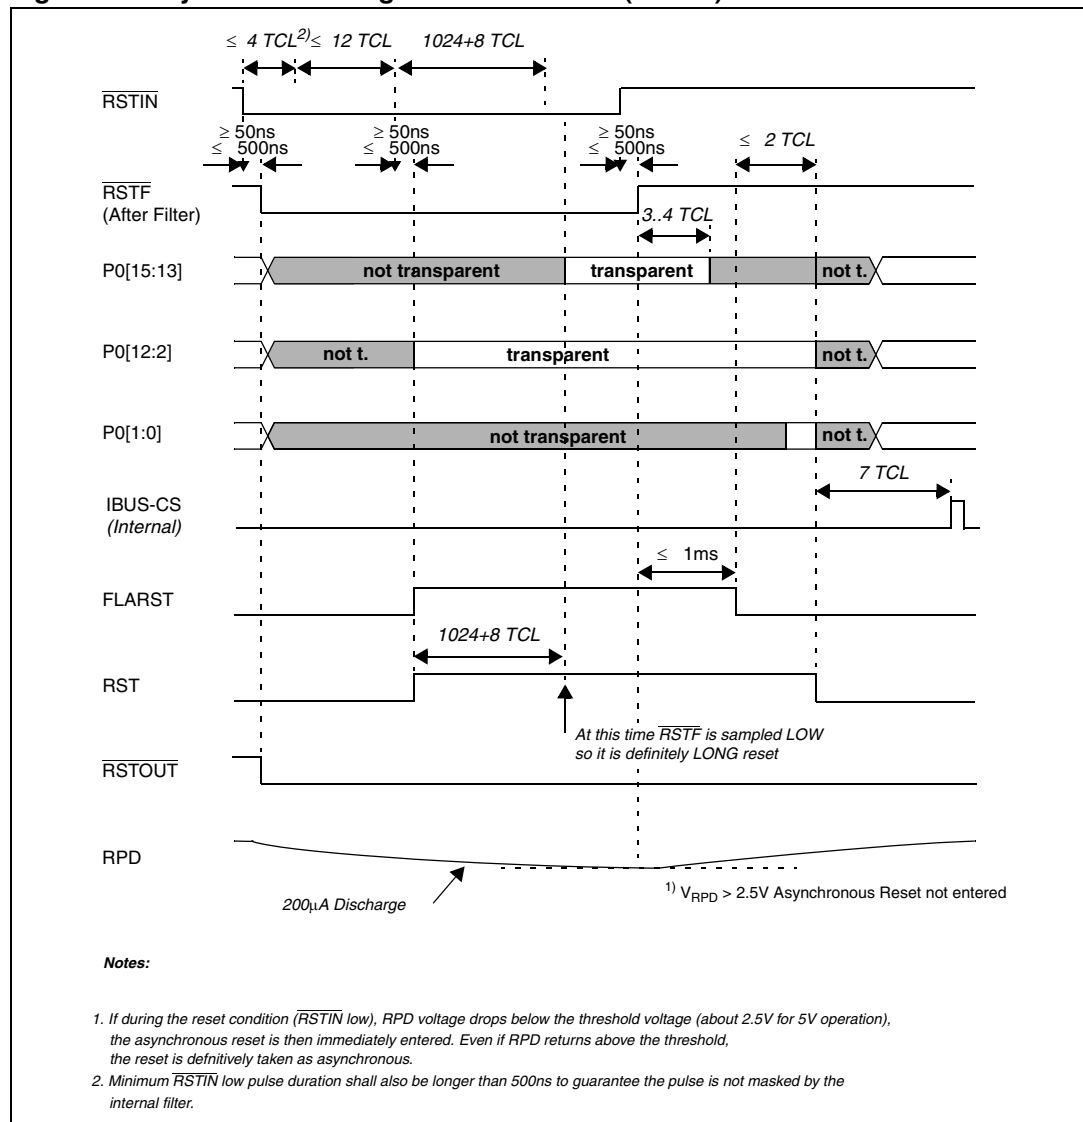 ≤ 4 TCL2) ≤ 12 TCL 1024+8 TCL
RSTIN
≥ 50ns ≥ 50ns ≥ 50ns
≤ 500ns ≤ 500ns ≤ 500ns ≤ 2 TCL
RSTF
(After Filter)
3..4 TCL
P0[15:13] not transparent transparent not t.
P0[12:2] not t. transparent not t.
P0[1:0] not transparent not t.
7 TCL
IBUS-CS
(Internal)
≤ 1ms
FLARST
1024+8 TCL
RST
At this time RSTF is sampled LOW
so it is definitely LONG reset
RSTOUT
RPD
200μA Discharge
1) VRPD > 2.5V Asynchronous Reset not entered
Notes:
1. If during the reset condition (RSTIN low), RPD voltage drops below the threshold voltage (about 2.5V for 5V operation),
the asynchronous reset is then immediately entered. Even if RPD returns above the threshold,
the reset is defnitively taken as asynchronous.
2. Minimum RSTIN low pulse duration shall also be longer than 500ns to guarantee the pulse is not masked by the
internal filter.